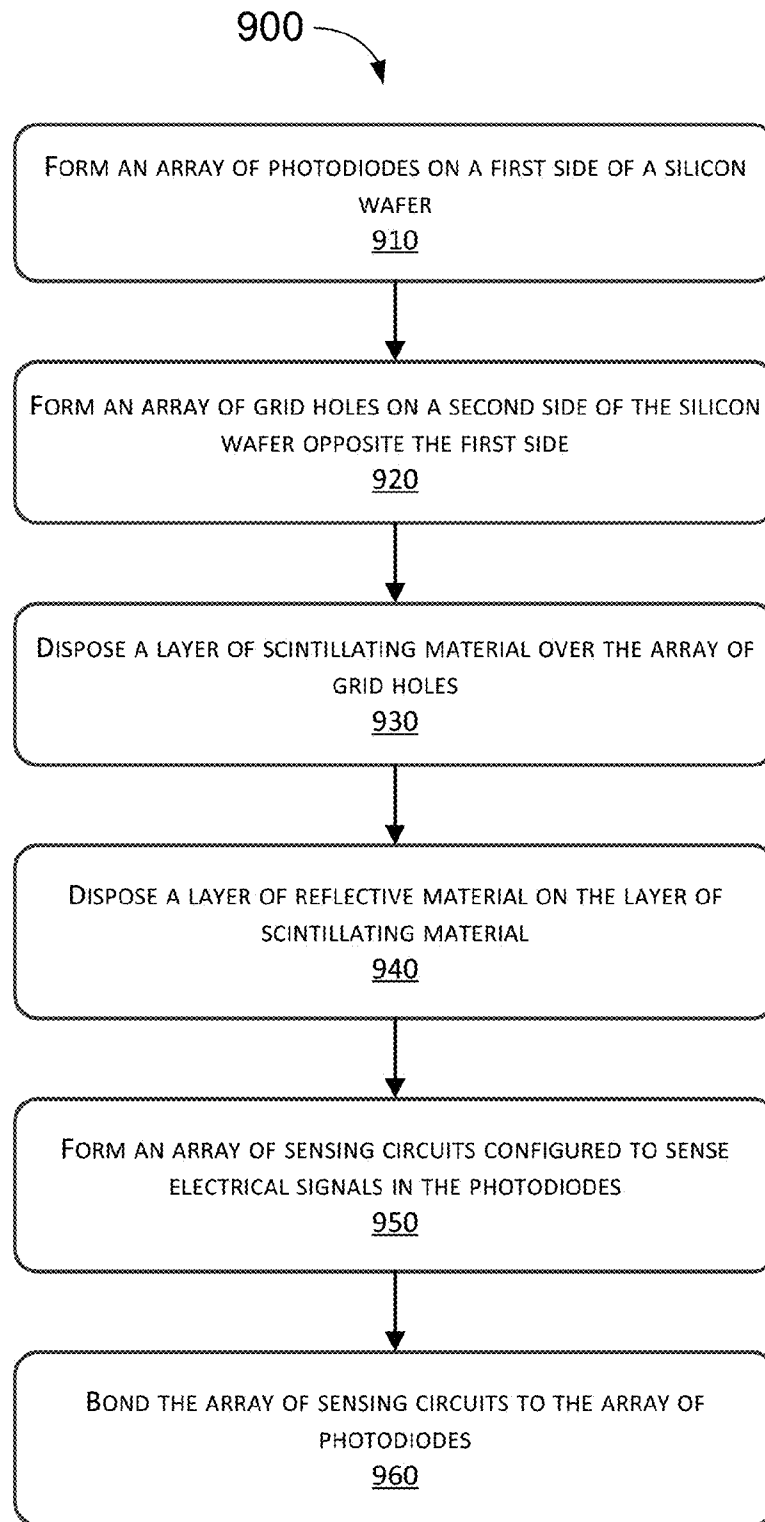 900
FORM AN ARRAY OF PHOTODIODES ON A FIRST SIDE OF A SILICON
WAFER
910
FORM AN ARRAY OF GRID HOLES ON A SECOND SIDE OF THE SILICON
WAFER OPPOSITE THE FIRST SIDE
920
DISPOSE A LAYER OF SCINTILLATING MATERIAL OVER THE ARRAY OF
GRID HOLES
930
DISPOSE A LAYER OF REFLECTIVE MATERIAL ON THE LAYER OF
SCINTILLATING MATERIAL
940
FORM AN ARRAY OF SENSING CIRCUITS CONFIGURED TO SENSE
ELECTRICAL SIGNALS IN THE PHOTODIODES
950
BOND THE ARRAY OF SENSING CIRCUITS TO THE ARRAY OF
PHOTODIODES
960